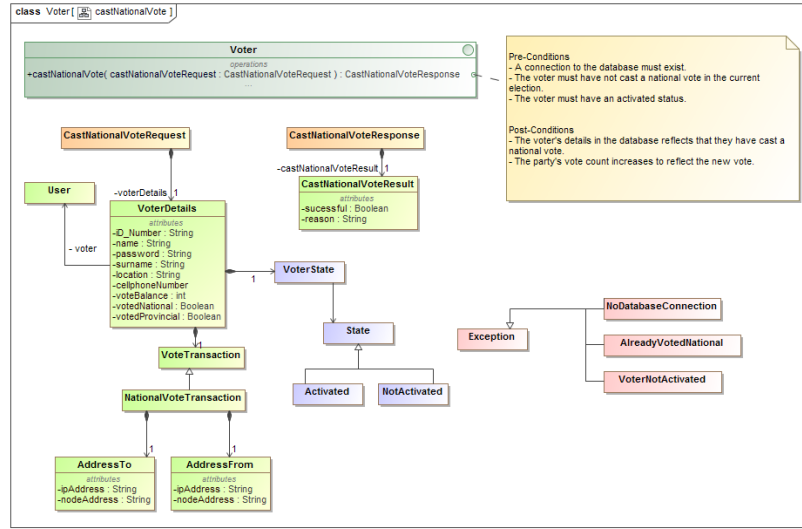 class Voter [ castNationalVote ]
Voter
operations
+castNationalVote( castNationalVoteRequest : CastNationalVoteRequest ) : CastNationalVoteResponse
...
Pre-Conditions
- A connection to the database must exist.
- The voter must have not cast a national vote in the current
election.
- The voter must have an activated status.
Post-Conditions
- The voter's details in the database reflects that they have cast a
national vote.
- The party's vote count increases to reflect the new vote.
CastNationalVoteRequest
CastNationalVoteResponse
-voterDetails 1
-castNationalVoteResult 1
User
- voter
VoterDetails
attributes
-iD_Number : String
-name : String
-password : String
-surname : String
-location : String
-cellphoneNumber
-voteBalance : int
-votedNational : Boolean
-votedProvincial : Boolean
CastNationalVoteResult
attributes
-sucessful : Boolean
-reason : String
1
VoterState
State
Activated
NotActivated
Exception
NoDatabaseConnection
AlreadyVotedNational
VoterNotActivated
1
VoteTransaction
NationalVoteTransaction
1
1
AddressTo
attributes
-ipAddress : String
-nodeAddress : String
AddressFrom
attributes
-ipAddress : String
-nodeAddress : String